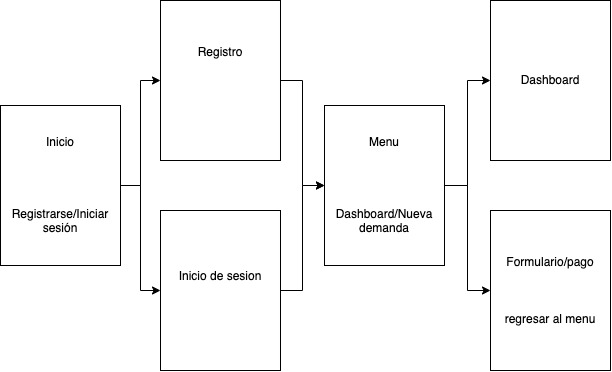 Inicio
Registrarse/Iniciar
sesión
Registro
Inicio de sesion
Menu
Dashboard/Nueva
demanda
Dashboard
Formulario/pago
regresar al menu